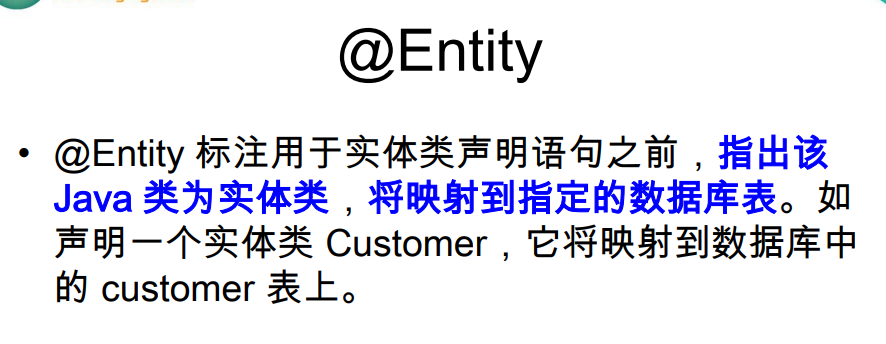 @Entity
• @Entity 标注用于实体类声明语句之前，指出该
Java 类为实体类，将映射到指定的数据库表。如
声明一个实体类 Customer，它将映射到数据库中
的 customer 表上。